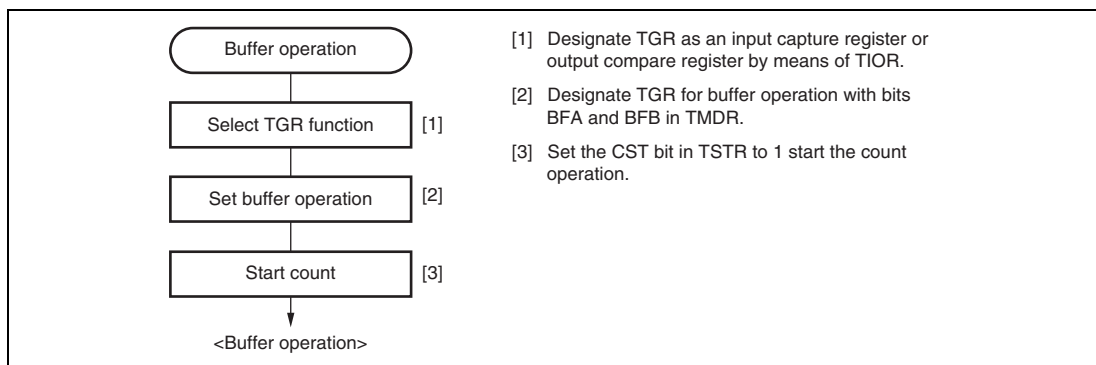 Buffer operation
Select TGR function
[1]
Set buffer operation
[2]
Start count
[3]
<Buffer operation>
[1] Designate TGR as an input capture register or
output compare register by means of TIOR.
[2] Designate TGR for buffer operation with bits
BFA and BFB in TMDR.
[3] Set the CST bit in TSTR to 1 start the count
operation.